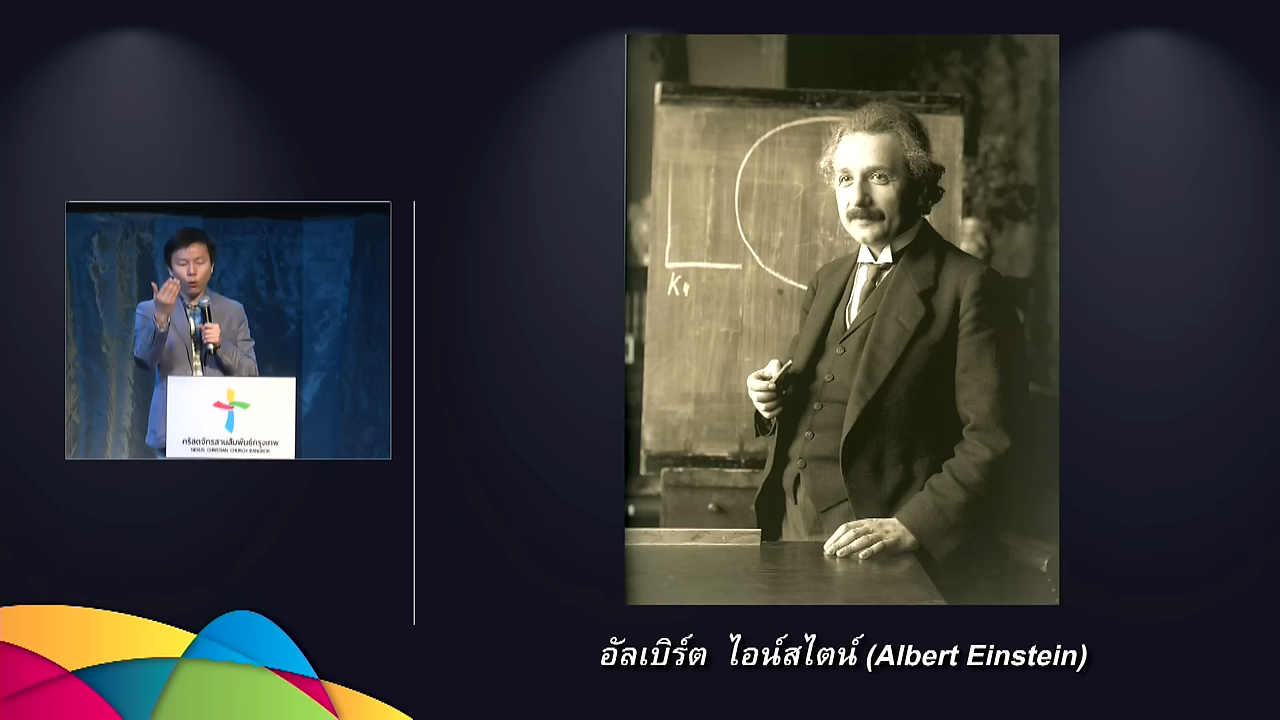 K
คริสตจักรสานสัมพันธ์กรุงเทพ
NEXUS CHRISTIAN CHURCH BANGKOK
อัลเบิร์ต ไอน์สไตน์ (Albert Einstein)